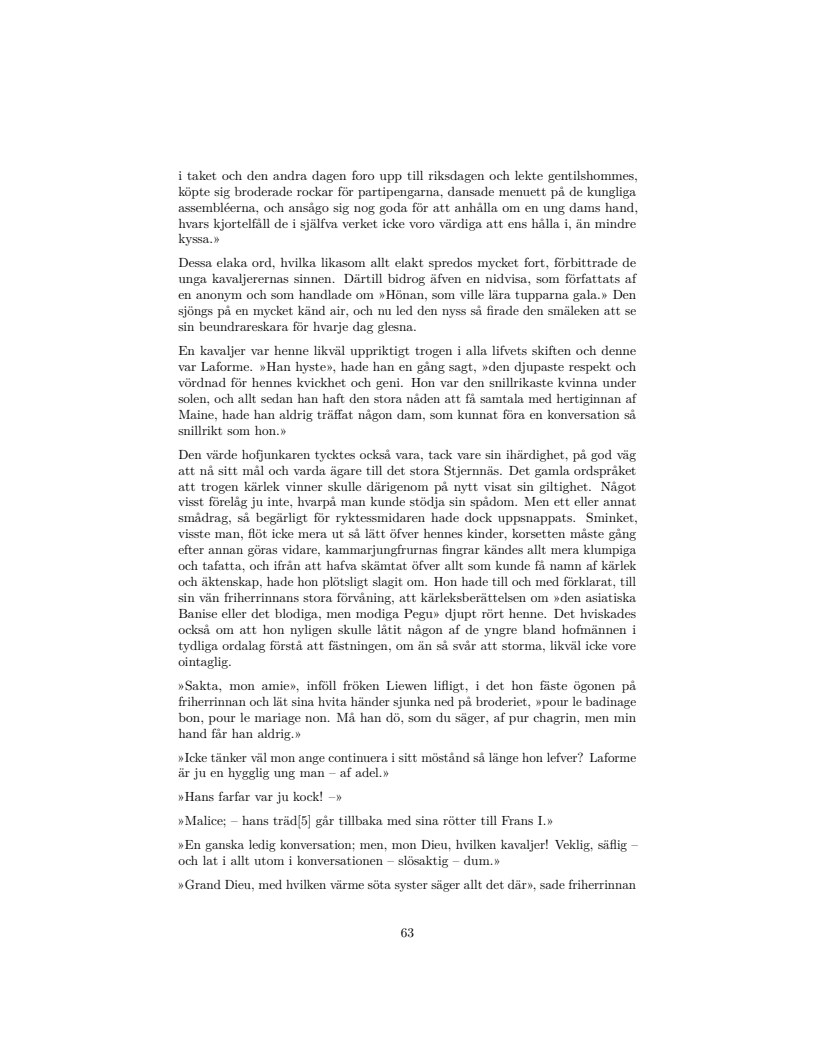 i taket och den andra dagen foro upp till riksdagen och lekte gentilshommes,
köpte sig broderade rockar för partipengarna, dansade menuett på de kungliga
assembléerna, och ansågo sig nog goda för att anhålla om en ung dams hand,
hvars kjortelfåll de i själfva verket icke voro värdiga att ens hålla i, än mindre
kyssa.»
Dessa elaka ord, hvilka likasom allt elakt spredos mycket fort, förbittrade de
unga kavaljerernas sinnen. Därtill bidrog äfven en nidvisa, som författats af
en anonym och som handlade om »Hönan, som ville lära tupparna gala.» Den
sjöngs på en mycket känd air, och nu led den nyss så firade den smäleken att se
sin beundrareskara för hvarje dag glesna.
En kavaljer var henne likväl uppriktigt trogen i alla lifvets skiften och denne
var Laforme. »Han hyste», hade han en gång sagt, »den djupaste respekt och
vördnad för hennes kvickhet och geni. Hon var den snillrikaste kvinna under
solen, och allt sedan han haft den stora nåden att få samtala med hertiginnan af
Maine, hade han aldrig träffat någon dam, som kunnat föra en konversation så
snillrikt som hon.»
Den värde hofjunkaren tycktes också vara, tack vare sin ihärdighet, på god väg
att nå sitt mål och varda ägare till det stora Stjernnäs. Det gamla ordspråket
att trogen kärlek vinner skulle därigenom på nytt visat sin giltighet. Något
visst förelåg ju inte, hvarpå man kunde stödja sin spådom. Men ett eller annat
smådrag, så begärligt för ryktessmidaren hade dock uppsnappats. Sminket,
visste man, flöt icke mera ut så lätt öfver hennes kinder, korsetten måste gång
efter annan göras vidare, kammarjungfrurnas fingrar kändes allt mera klumpiga
och tafatta, och ifrån att hafva skämtat öfver allt som kunde få namn af kärlek
och äktenskap, hade hon plötsligt slagit om. Hon hade till och med förklarat, till
sin vän friherrinnans stora förvåning, att kärleksberättelsen om »den asiatiska
Banise eller det blodiga, men modiga Pegu» djupt rört henne. Det hviskades
också om att hon nyligen skulle låtit någon af de yngre bland hofmännen i
tydliga ordalag förstå att fästningen, om än så svår att storma, likväl icke vore
ointaglig.
»Sakta, mon amie», inföll fröken Liewen lifligt, i det hon fäste ögonen på
friherrinnan och lät sina hvita händer sjunka ned på broderiet, »pour le badinage
bon, pour le mariage non. Må han dö, som du säger, af pur chagrin, men min
hand får han aldrig.»
»Icke tänker väl mon ange continuera i sitt möstånd så länge hon lefver? Laforme
är ju en hygglig ung man – af adel.»
»Hans farfar var ju kock! –»
»Malice; – hans träd[5] går tillbaka med sina rötter till Frans I.»
»En ganska ledig konversation; men, mon Dieu, hvilken kavaljer! Veklig, säflig –
och lat i allt utom i konversationen – slösaktig – dum.»
»Grand Dieu, med hvilken värme söta syster säger allt det där», sade friherrinnan
63